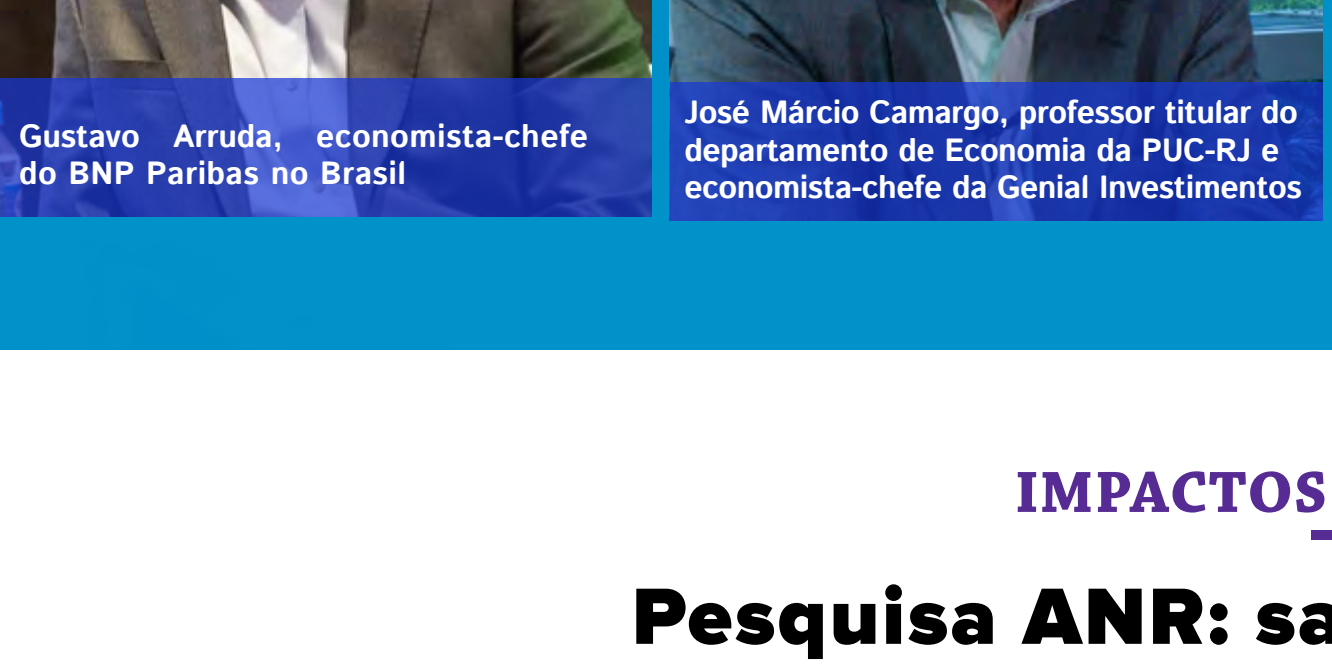 Gustavo Arruda, economista-chefe
do BNP Paribas no Brasil
José Márcio Camargo, professor titular do
departamento de Economia da PUC-RJ e
economista-chefe da Genial Investimentos
IMPACTOS
Pesquisa ANR: sa